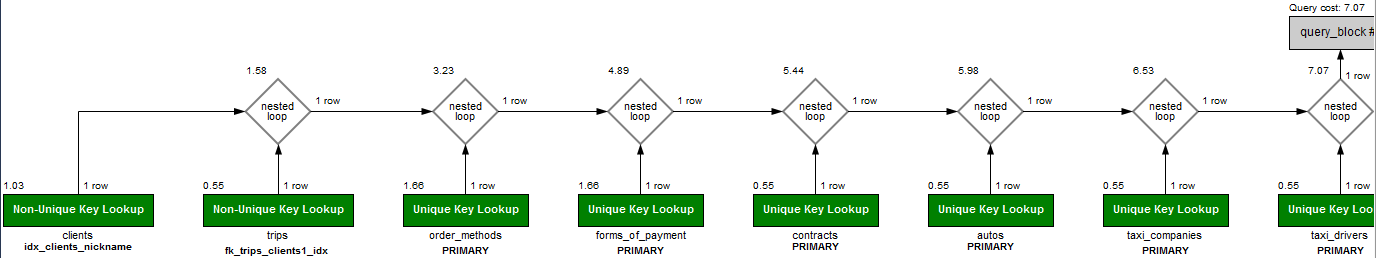 Query cost: 7.07
query_block #
1.58
3.23
4.89
5.44
5.98
6.53
7.07
1 row
nested
loop
1 row
nested
loop
1 row
nested
loop
1 row
nested
loop
1 row
nested
loop
1 row
nested
loop
1 row
nested
loop
1.03
1 row
0.55
1 row
1.66
1 row
1.66
1 row
0.55
1 row
0.55
1 row
0.55
1 row
0.55
1 row
Non-Unique Key Lookup
Non-Unique Key Lookup
Unique Key Lookup
Unique Key Lookup
Unique Key Lookup
Unique Key Lookup
Unique Key Lookup
Unique Key Loo
clients
idx_clients_nickname
trips
fk_trips_clients1_idx
order_methods
PRIMARY
forms_of_payment
PRIMARY
contracts
PRIMARY
autos
PRIMARY
taxi_companies
PRIMARY
taxi_drivers
PRIMARY